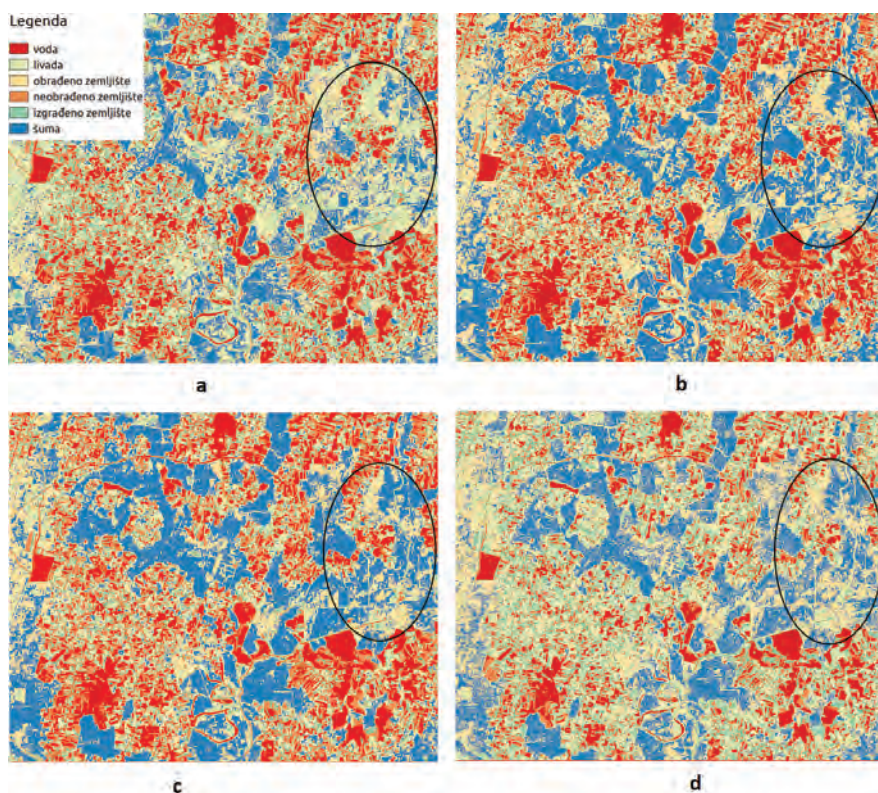 Legenda
voda
livada
obrađeno zemljište
neobrađeno zemljište
izgrađeno zemljište
šuma
a
b
c
d